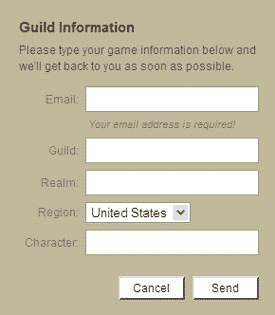 Guild Information
Please type your game information below and
we'll get back to you as soon as possible.
Email:
Your email address is required!
Guild:
Realm:
Region: United States
Character:
Cancel Send